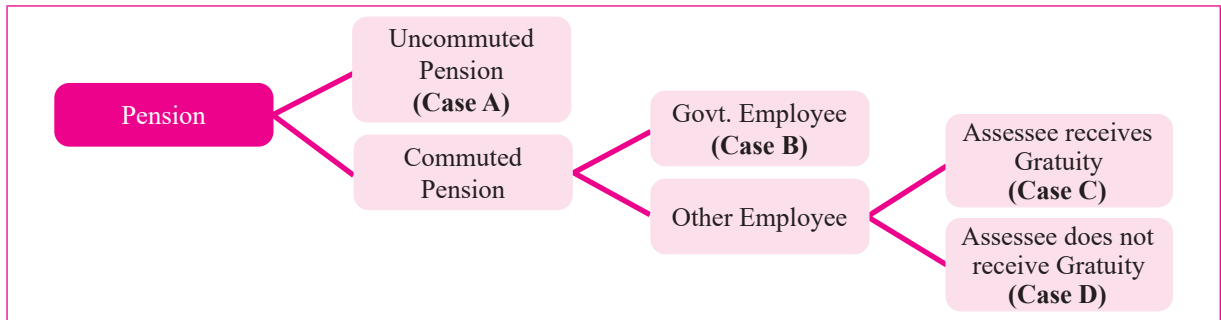 Pension
Uncommuted
Pension
(Case A)
Commuted
Pension
Govt. Employee
(Case B)
Other Employee
Assessee receives
Gratuity
(Case C)
Assessee does not
receive Gratuity
(Case D)